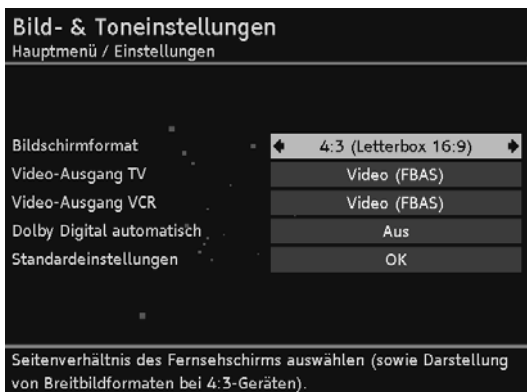 Bild- & Toneinstellungen
Hauptmenü / Einstellungen
Bildschirmformat 4:3 (Letterbox 16:9)
Video-Ausgang TV Video (FBAS)
Video-Ausgang VCR Video (FBAS)
Dolby Digital automatisch Aus
Standardeinstellungen OK
Seitenverhältnis des Fernsehschirms auswählen (sowie Darstellung
von Breitbildformaten bei 4:3-Geräten).